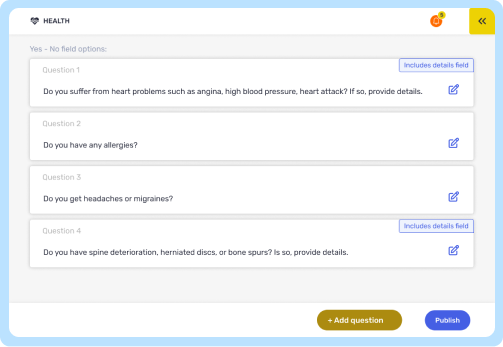 HEALTH
5
«
Yes - No field options:
Includes details field
Question 1
Do you suffer from heart problems such as angina, high blood pressure, heart attack? If so, provide details.
Question 2
Do you have any allergies?
Question 3
Do you get headaches or migraines?
Includes details field
Question 4
Do you have spine deterioration, herniated discs, or bone spurs? Is so, provide details.
+ Add question
Publish